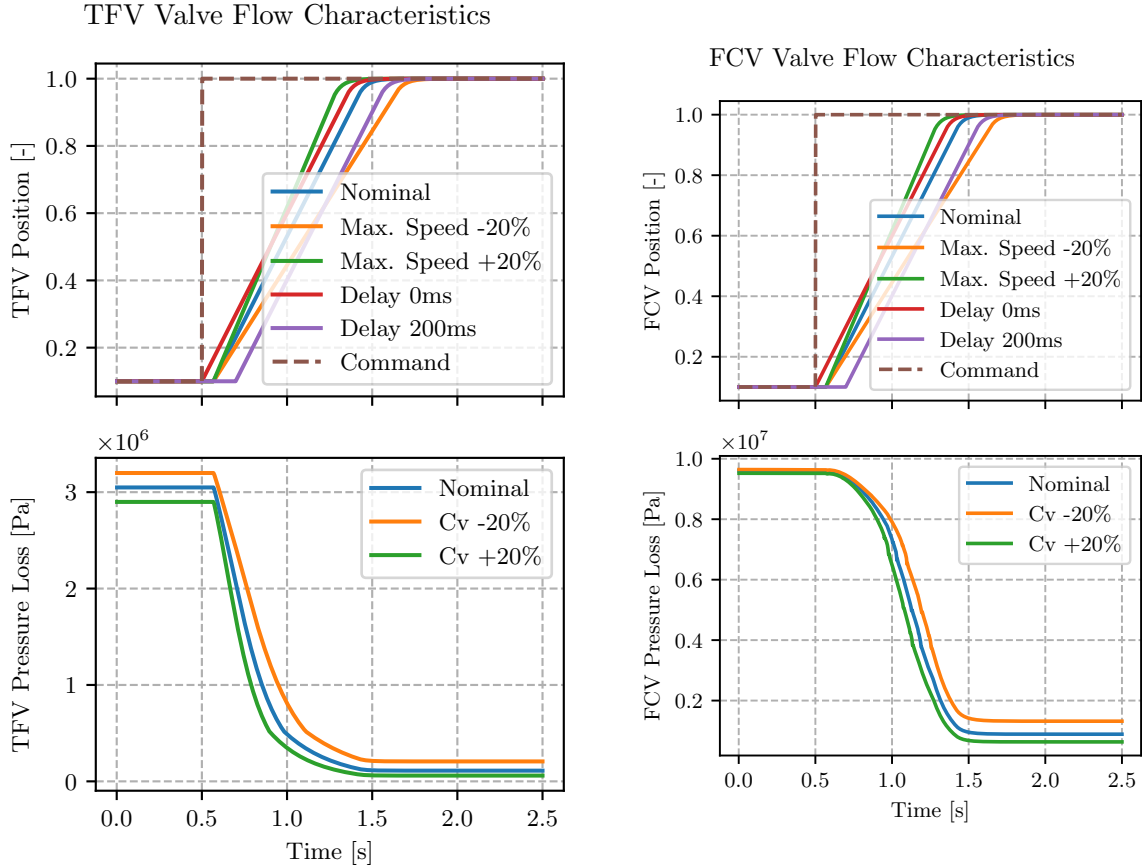 TFV Valve Flow Characteristics
TFV Position [-]
1.0
0.8
0.6
0.4
0.2
Nominal
Max. Speed -20%
Max. Speed +20%
Delay 0ms
Delay 200ms
Command
×10⁶
TFV Pressure Loss [Pa]
3
2
1
0
Nominal
Cv -20%
Cv +20%
0.0 0.5 1.0 1.5 2.0 2.5
Time [s]
FCV Valve Flow Characteristics
FCV Position [-]
1.0
0.8
0.6
0.4
0.2
Nominal
Max. Speed -20%
Max. Speed +20%
Delay 0ms
Delay 200ms
Command
×10⁷
FCV Pressure Loss [Pa]
1.0
0.8
0.6
0.4
0.2
Nominal
Cv -20%
Cv +20%
0.0 0.5 1.0 1.5 2.0 2.5
Time [s]